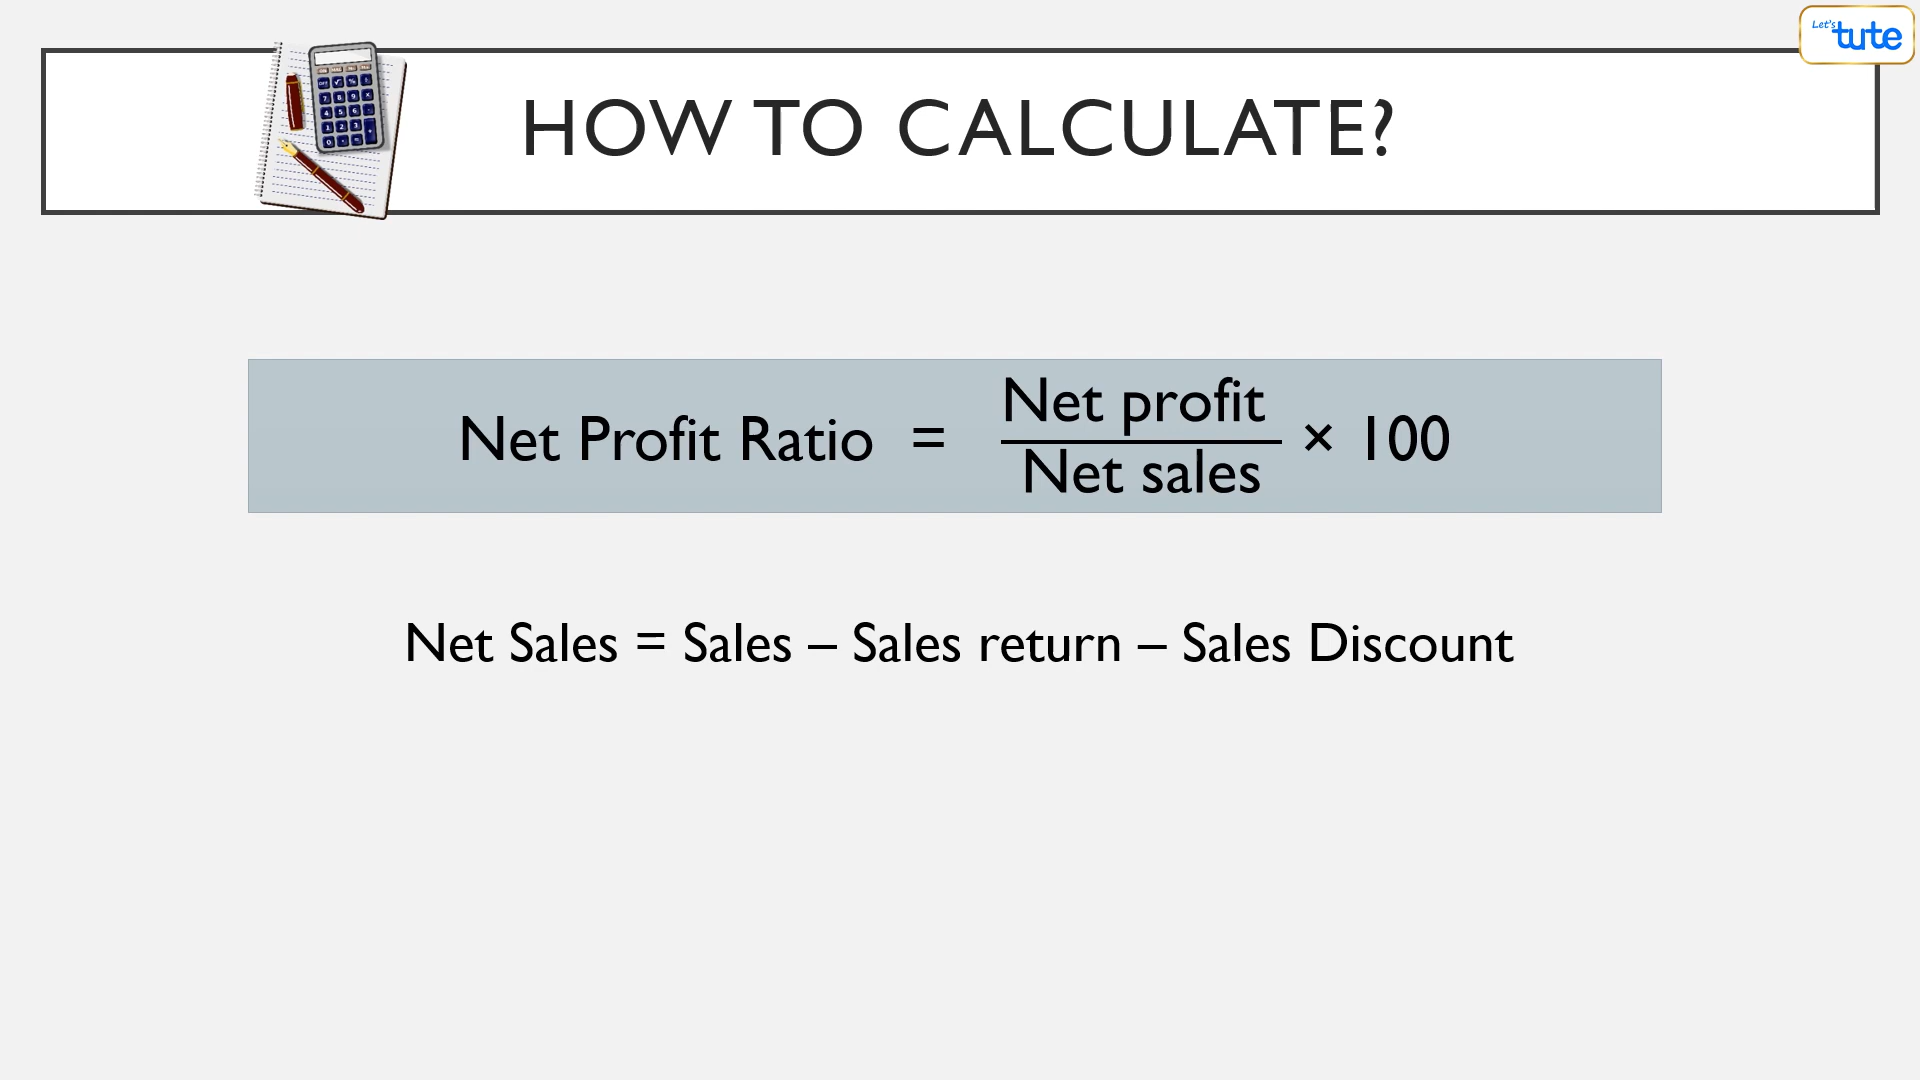 Let's
tute
HOW TO CALCULATE?
Net Profit Ratio = Net profit / Net sales × 100
Net Sales = Sales – Sales return – Sales Discount